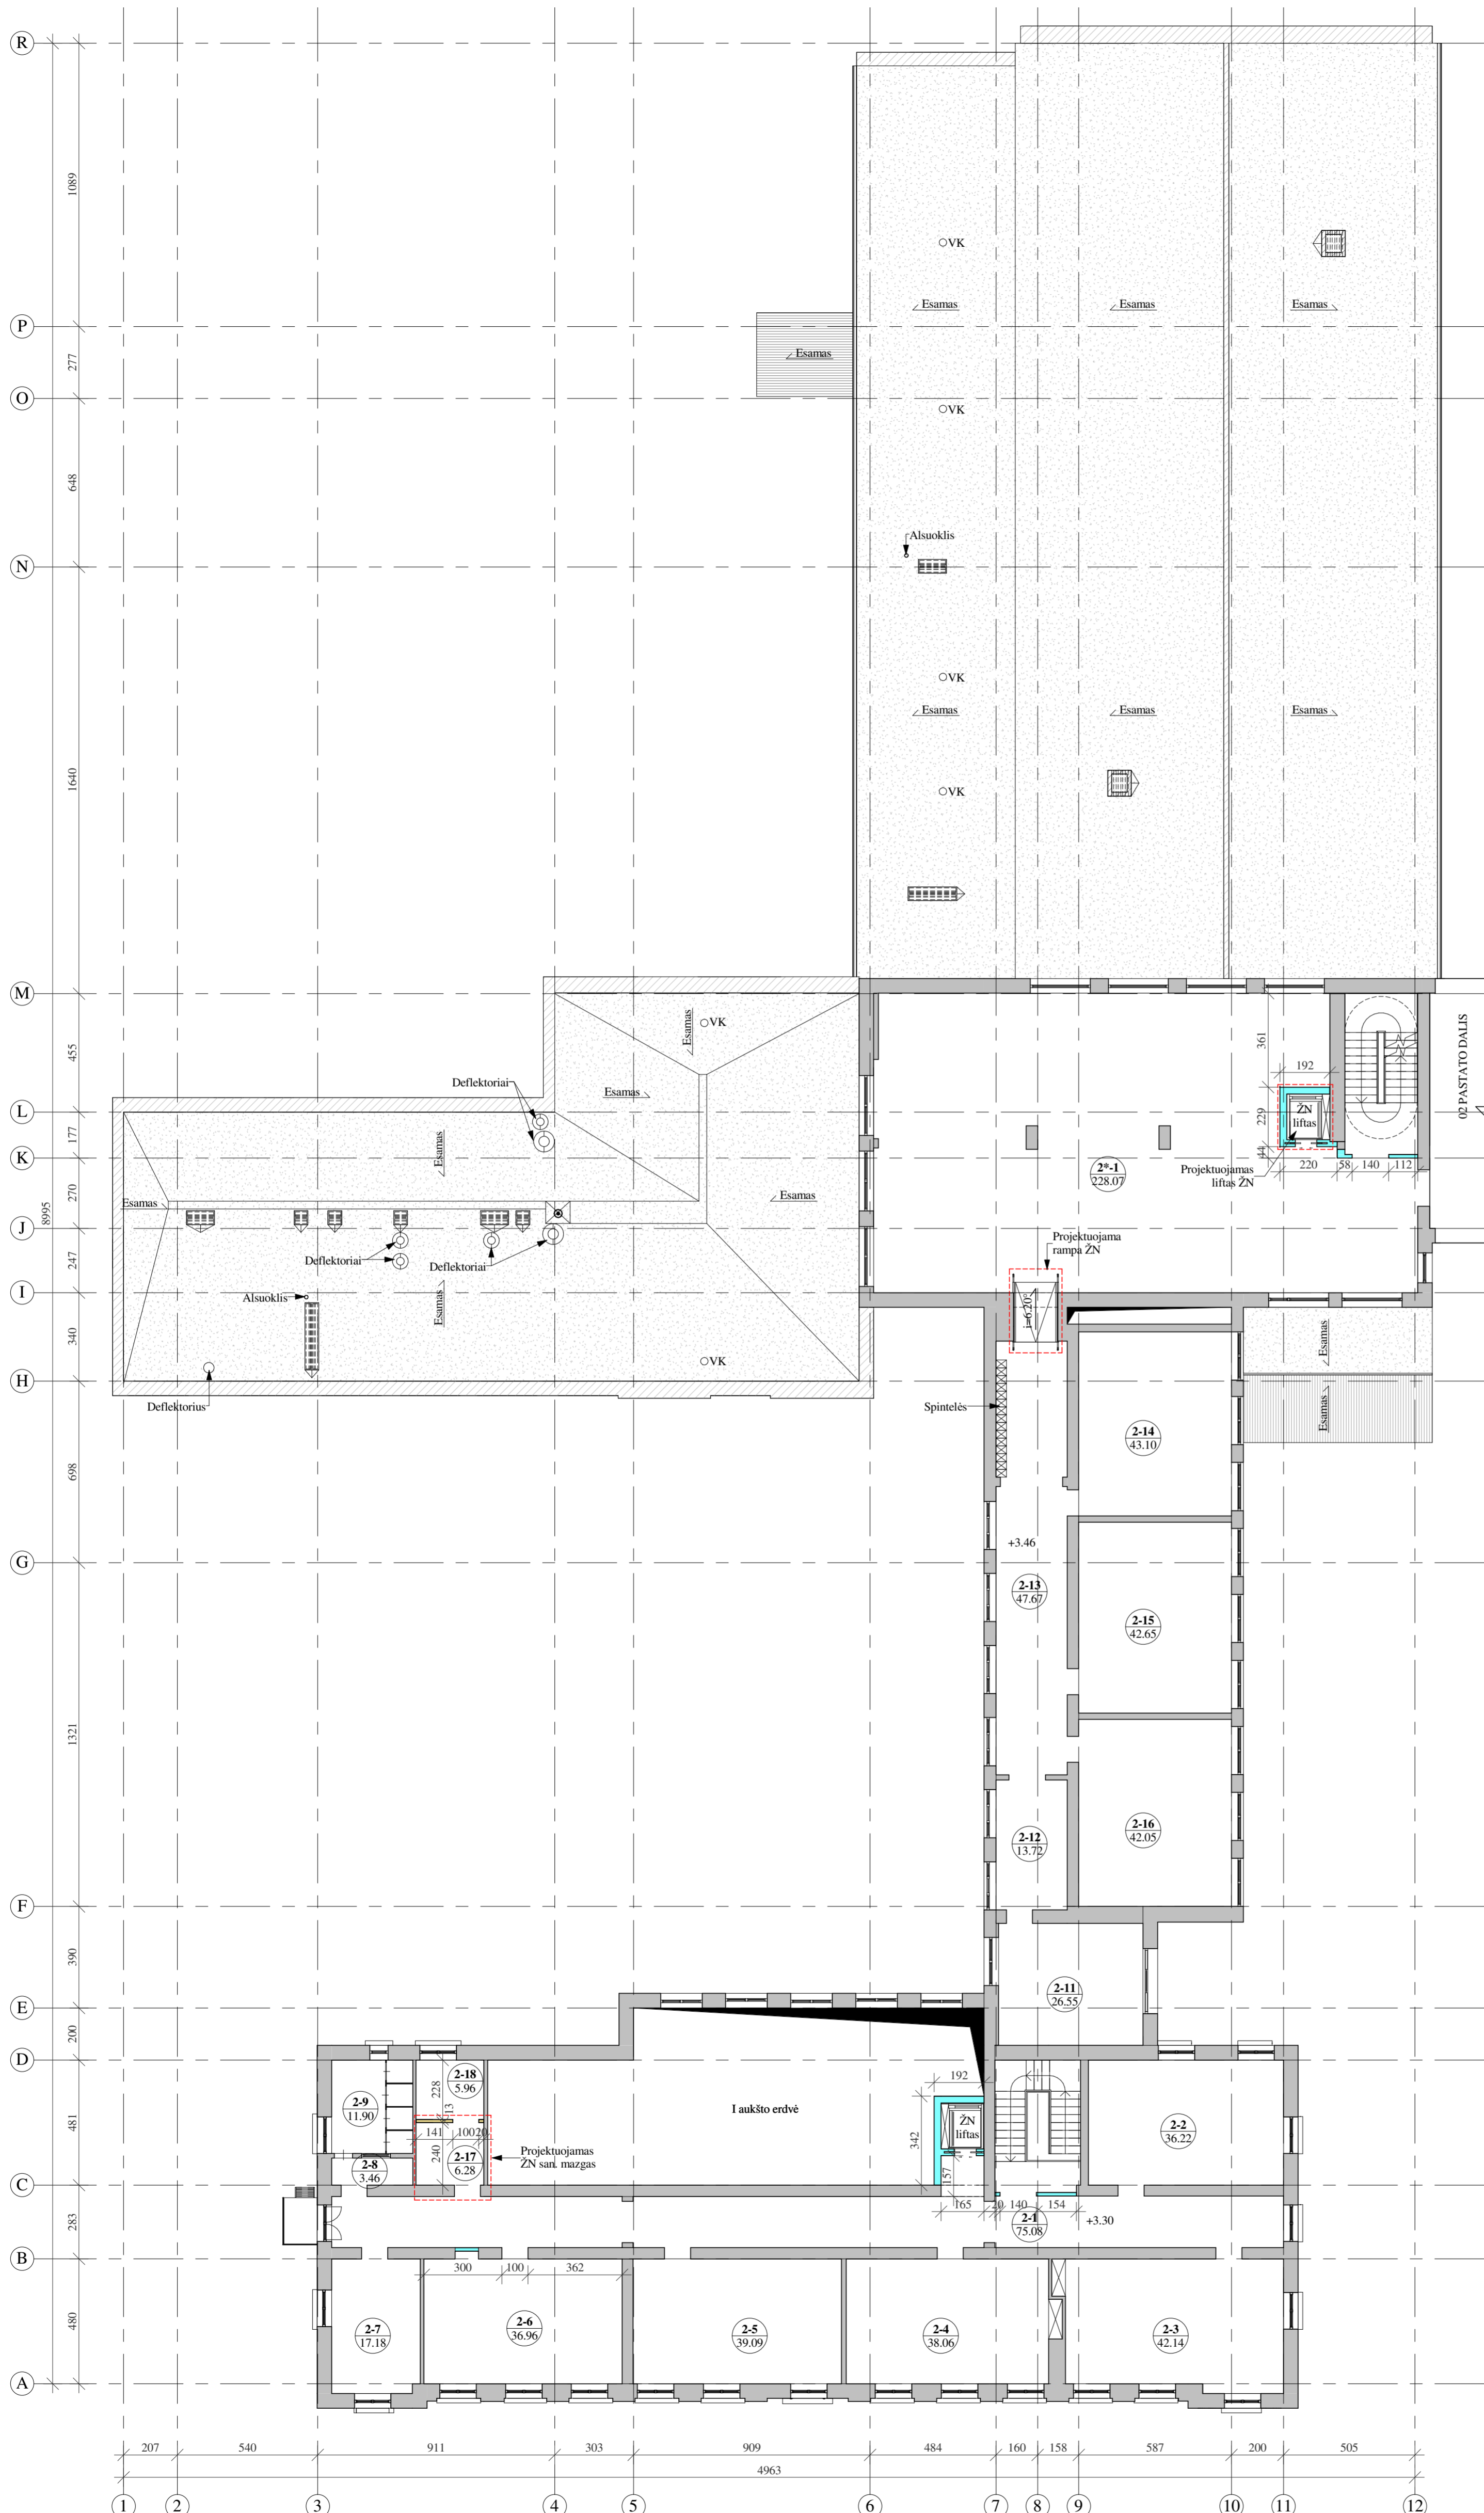 R
1089
VK
Esamas
Esamas
Esamas
P
277
Esamas
O
VK
648
Alsuoklis
N
VK
Esamas
Esamas
Esamas
1640
VK
M
455
Esamas
VK
361
02 PASTATO DALIS
192
Deflektoriai
Esamas
L
177
ŽN
liftas
229
44
Esamas
K
220
58
140
112
2*-1
228.07
Projektuojamas
liftas ŽN
270
8995
Esamas
Esamas
J
Projektuojama
rampa ŽN
247
Deflektoriai
Deflektoriai
I
Alsuoklis
Esamas
i=6.20°
340
Esamas
VK
H
Deflektorius
Spintelės
Esamas
2-14
43.10
698
+3.46
G
2-13
47.67
2-15
42.65
1321
2-12
13.72
2-16
42.05
F
390
2-11
26.55
E
200
D
2-18
5.96
228
192
2-9
11.90
13
I aukšto erdvė
ŽN
liftas
2-2
36.22
481
342
141
100
20
240
2-17
6.28
Projektuojamas
ŽN san. mazgas
2-8
3.46
157
C
165
20
140
154
283
2-1
75.08
+3.30
B
300
100
362
480
2-7
17.18
2-6
36.96
2-5
39.09
2-4
38.06
2-3
42.14
A
207
540
911
303
909
484
160
158
587
200
505
4963
1
2
3
4
5
6
7
8
9
10
11
12